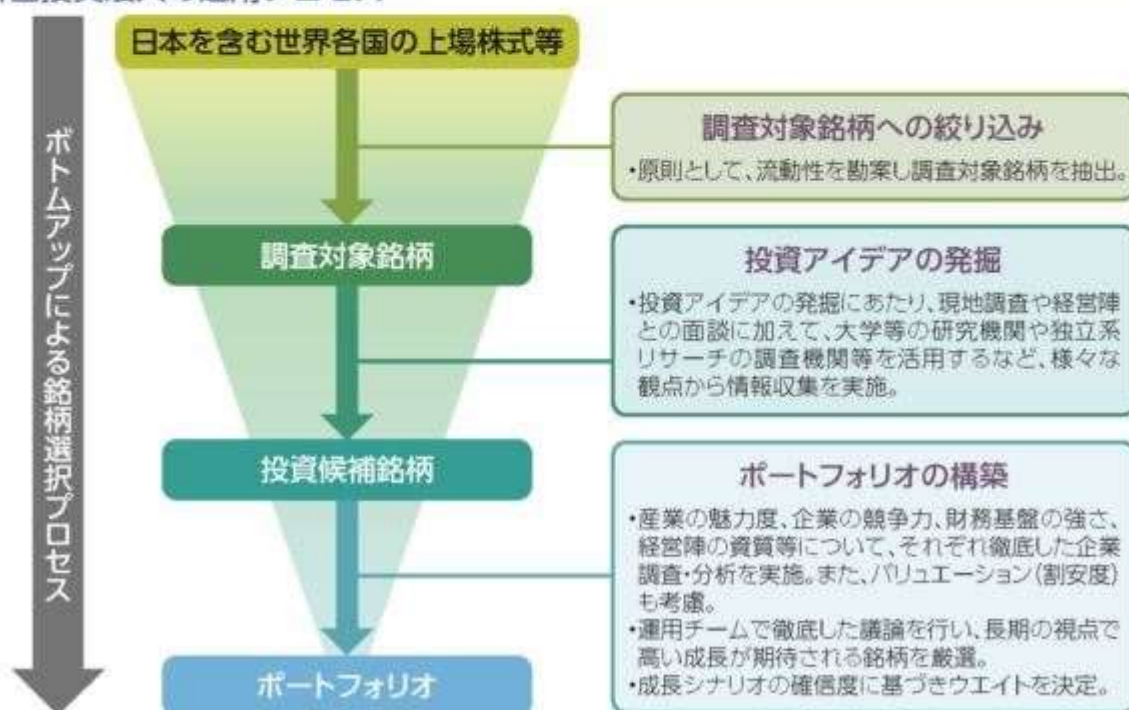 日本を含む世界各国の上場株式等
ボトムアップによる銘柄選択プロセス
調査対象銘柄への絞り込み
・原則として、流動性を勘案し調査対象銘柄を抽出。
調査対象銘柄
投資アイデアの発掘
・投資アイデアの発掘にあたり、現地調査や経営陣
との面談に加えて、大学等の研究機関や独立系
リサーチの調査機関等を活用するなど、様々な
観点から情報収集を実施。
投資候補銘柄
ポートフォリオの構築
・産業の魅力度、企業の競争力、財務基盤の強さ、
経営陣の資質等について、それぞれ徹底した企業
調査・分析を実施。また、バリュエーション(割安度)
も考慮。
・運用チームで徹底した議論を行い、長期の視点で
高い成長が期待される銘柄を厳選。
・成長シナリオの確信度に基づきウエイトを決定。
ポートフォリオ